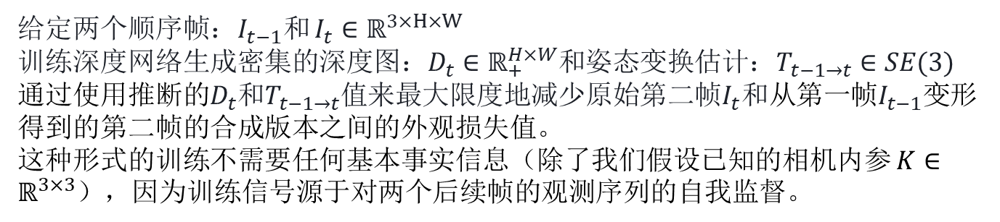 给定两个顺序帧：$I_{t-1}$和$I_t \in \mathbb{R}^{3 \times \mathrm{H} \times \mathrm{W}}$
训练深度网络生成密集的深度图：$D_t \in \mathbb{R}_+^{H \times W}$和姿态变换估计：$T_{t-1 \to t} \in SE(3)$
通过使用推断的$D_t$和$T_{t-1 \to t}$值来最大限度地减少原始第二帧$I_t$和从第一帧$I_{t-1}$变形
得到的第二帧的合成版本之间的外观损失值。
这种形式的训练不需要任何基本事实信息（除了我们假设已知的相机内参$K \in$
$\mathbb{R}^{3 \times 3}$），因为训练信号源于对两个后续帧的观测序列的自我监督。